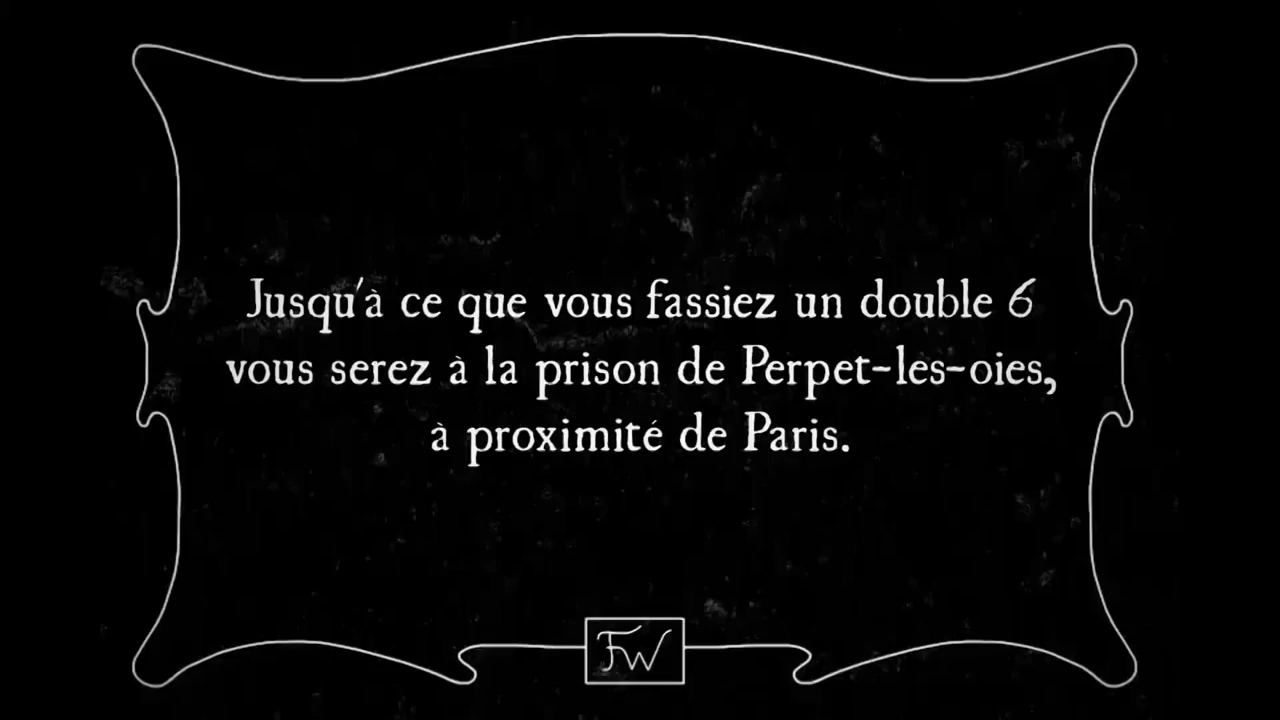 Jusqu'à ce que vous fassiez un double 6
vous serez à la prison de Perpet-les-oies,
à proximité de Paris.
FW